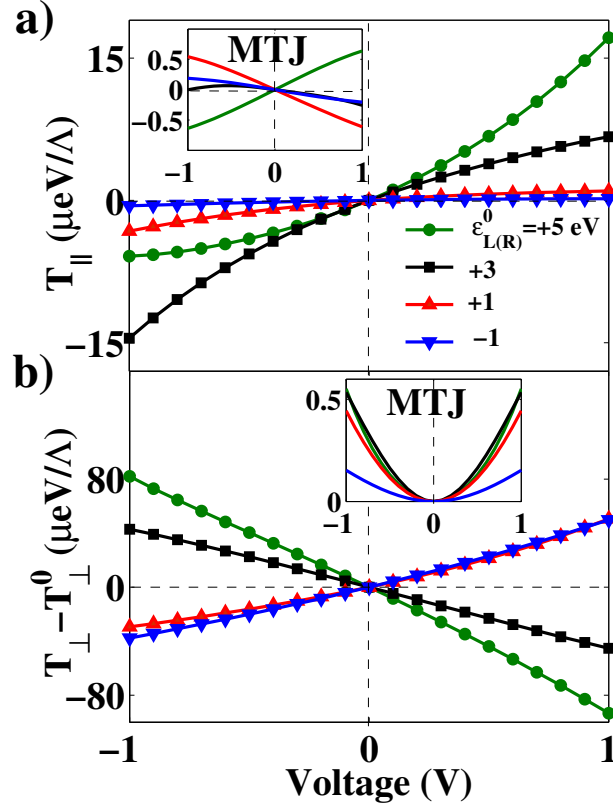 a)
15
0
−15
T∥ (μeV/Λ)
0.5
0
−0.5
MTJ
−1
0
1
ε⁰L(R)=+5 eV
+3
+1
−1
b)
80
0
−80
T⊥−T⊥⁰ (μeV/Λ)
0.5
0
MTJ
−1
0
1
−1
0
1
Voltage (V)